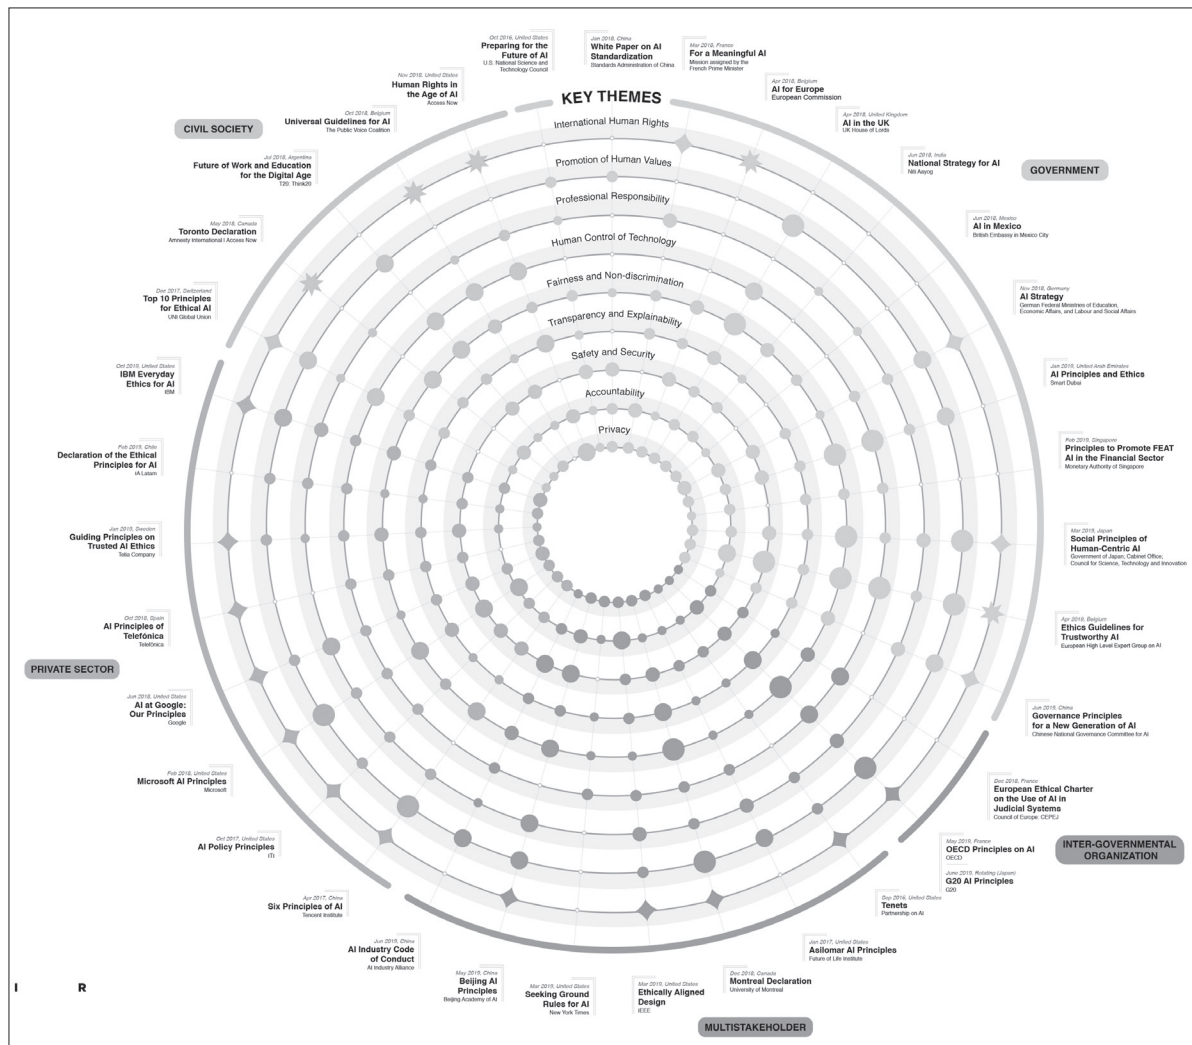 KEY THEMES
International Human Rights
Promotion of Human Values
Professional Responsibility
Human Control of Technology
Fairness and Non-discrimination
Transparency and Explainability
Safety and Security
Accountability
Privacy
Oct 2016, United States
Preparing for the
Future of AI
U.S. National Science and
Technology Council
Jan 2018, China
White Paper on AI
Standardization
Standards Administration of China
Mar 2018, France
For a Meaningful AI
Mission assigned by the
French Prime Minister
Apr 2018, Belgium
AI for Europe
European Commission
Apr 2018, United Kingdom
AI in the UK
UK House of Lords
Jun 2018, India
National Strategy for AI
Niti Aayog
GOVERNMENT
Jun 2018, Mexico
AI in Mexico
British Embassy in Mexico City
Nov 2018, Germany
AI Strategy
German Federal Ministries of Education,
Economic Affairs, and Labour and Social Affairs
Jan 2019, United Arab Emirates
AI Principles and Ethics
Smart Dubai
Feb 2019, Singapore
Principles to Promote FEAT
AI in the Financial Sector
Monetary Authority of Singapore
Mar 2019, Japan
Social Principles of
Human-Centric AI
Government of Japan; Cabinet Office;
Council for Science, Technology and Innovation
Apr 2018, Belgium
Ethics Guidelines for
Trustworthy AI
European High Level Expert Group on AI
Jun 2019, China
Governance Principles
for a New Generation of AI
Chinese National Governance Committee for AI
Dec 2018, France
European Ethical Charter
on the Use of AI in
Judicial Systems
Council of Europe: CEPEJ
INTER-GOVERNMENTAL
ORGANIZATION
May 2019, France
OECD Principles on AI
OECD
June 2019, Rotating (Japan)
G20 AI Principles
G20
Sep 2016, United States
Tenets
Partnership on AI
Jan 2017, United States
Asilomar AI Principles
Future of Life Institute
Dec 2018, Canada
Montreal Declaration
University of Montreal
MULTISTAKEHOLDER
Mar 2019, United States
Ethically Aligned
Design
IEEE
Mar 2019, United States
Seeking Ground
Rules for AI
New York Times
May 2019, China
Beijing AI
Principles
Beijing Academy of AI
Jun 2019, China
AI Industry Code
of Conduct
AI Industry Alliance
Apr 2017, China
Six Principles of AI
Tencent Institute
Oct 2017, United States
AI Policy Principles
ITI
Feb 2018, United States
Microsoft AI Principles
Microsoft
Jun 2018, United States
AI at Google:
Our Principles
Google
PRIVATE SECTOR
Oct 2018, Spain
AI Principles of
Telefónica
Telefónica
Jan 2019, Sweden
Guiding Principles on
Trusted AI Ethics
Telia Company
Feb 2019, Chile
Declaration of the Ethical
Principles for AI
IA Latam
Oct 2019, United States
IBM Everyday
Ethics for AI
IBM
Dec 2017, Switzerland
Top 10 Principles
for Ethical AI
UNI Global Union
May 2018, Canada
Toronto Declaration
Amnesty International | Access Now
Jul 2018, Argentina
Future of Work and Education
for the Digital Age
T20: Think20
CIVIL SOCIETY
Oct 2018, Belgium
Universal Guidelines for AI
The Public Voice Coalition
Nov 2018, United States
Human Rights in
the Age of AI
Access Now
I R